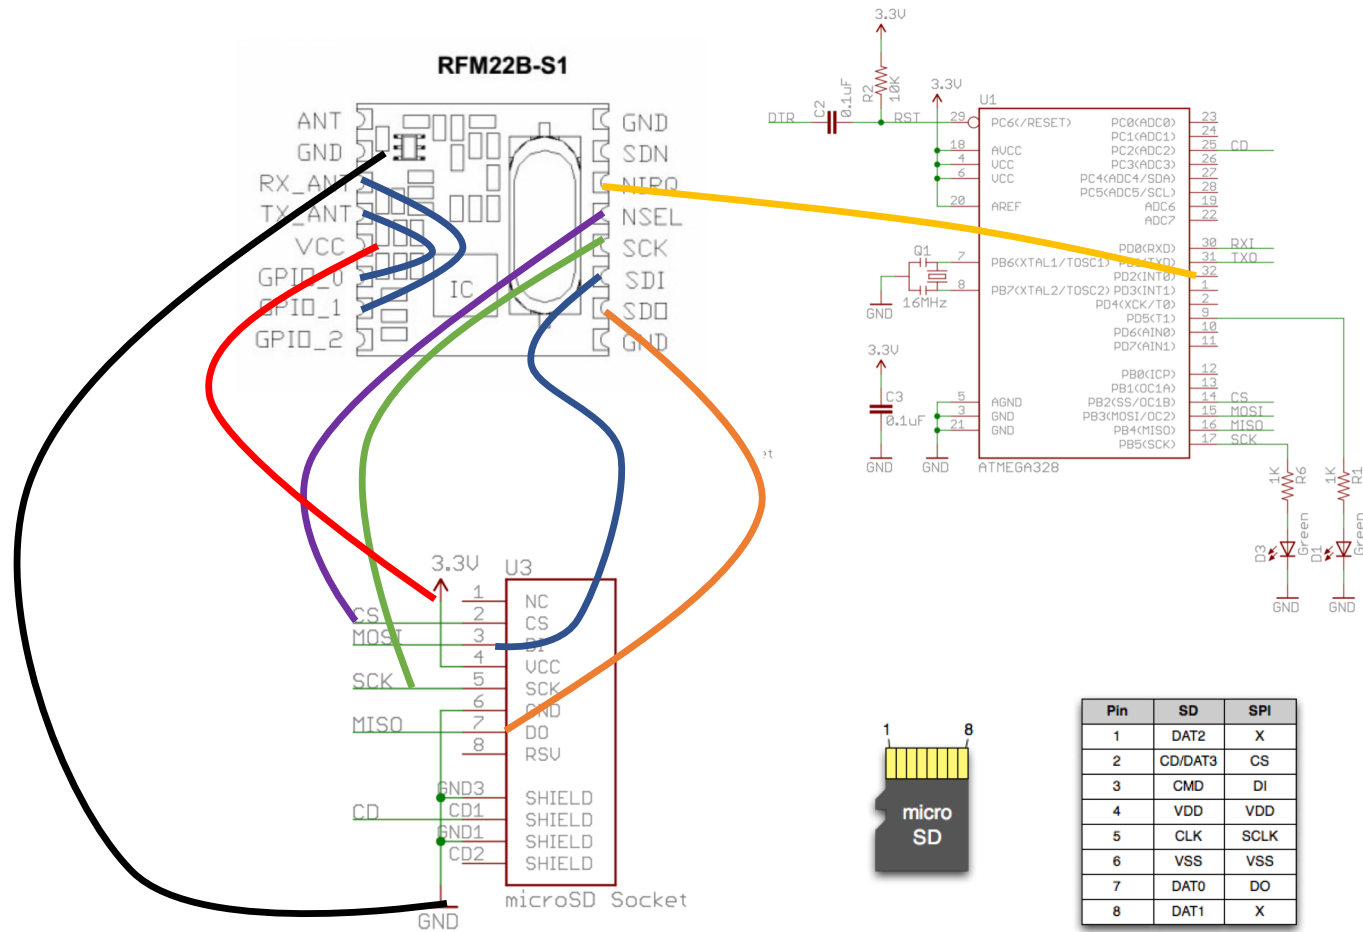 RFM22B-S1
ANT
GND
RX_ANT
TX_ANT
VCC
GPIO_0
GPIO_1
GPIO_2
IC
GND
SDN
NIRQ
NSEL
SCK
SDI
SDO
GND
3.3V
R2
10K
C2
0.1uF
DTR
RST
3.3V
U1
29 PC6(/RESET)
18 AVCC
4 VCC
6 VCC
20 AREF
7 PB6(XTAL1/TOSC1)
8 PB7(XTAL2/TOSC2)
5 AGND
3 GND
21 GND
PC0(ADC0) 23
PC1(ADC1) 24
PC2(ADC2) 25 CD
PC3(ADC3) 26
PC4(ADC4/SDA) 27
PC5(ADC5/SCL) 28
ADC6 19
ADC7 22
PD0(RXD) 30 RXI
PD1(TXD) 31 TXO
PD2(INT0) 32
PD3(INT1) 1
PD4(XCK/T0) 2
PD5(T1) 9
PD6(AIN0) 10
PD7(AIN1) 11
PB0(ICP) 12
PB1(OC1A) 13
PB2(SS/OC1B) 14 CS
PB3(MOSI/OC2) 15 MOSI
PB4(MISO) 16 MISO
PB5(SCK) 17 SCK
ATMEGA328
Q1
16MHz
GND
3.3V
C3
0.1uF
GND
GND
1K
R6
D3
Green
GND
1K
R1
D1
Green
GND
3.3V
U3
1 NC
CS 2 CS
MOSI 3 DI
4 VCC
SCK 5 SCK
6 GND
MISO 7 DO
8 RSV
GND3 SHIELD
CD CD1 SHIELD
GND1 SHIELD
CD2 SHIELD
GND
microSD Socket
1 8
micro
SD
Pin SD SPI
1 DAT2 X
2 CD/DAT3 CS
3 CMD DI
4 VDD VDD
5 CLK SCLK
6 VSS VSS
7 DAT0 DO
8 DAT1 X